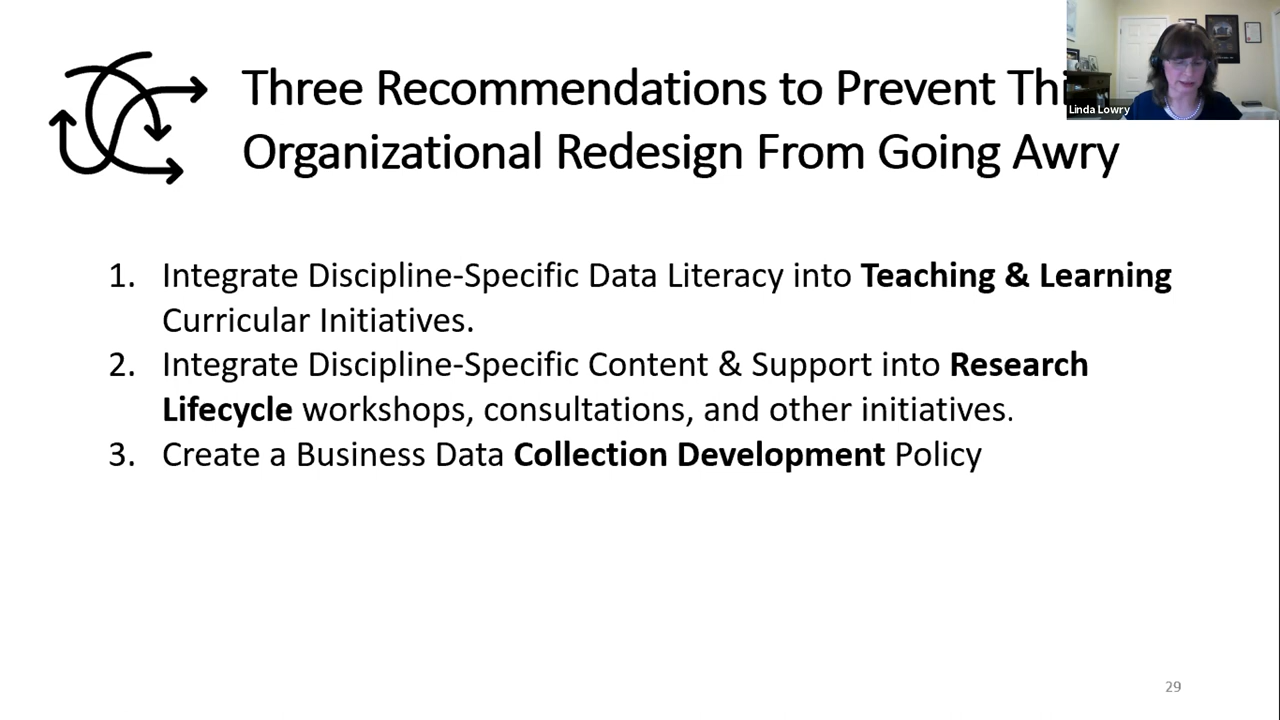 Three Recommendations to Prevent
Linda Lowry
Organizational Redesign From Going Awry
1. Integrate Discipline-Specific Data Literacy into Teaching & Learning
Curricular Initiatives.
2. Integrate Discipline-Specific Content & Support into Research
Lifecycle workshops, consultations, and other initiatives.
3. Create a Business Data Collection Development Policy
29